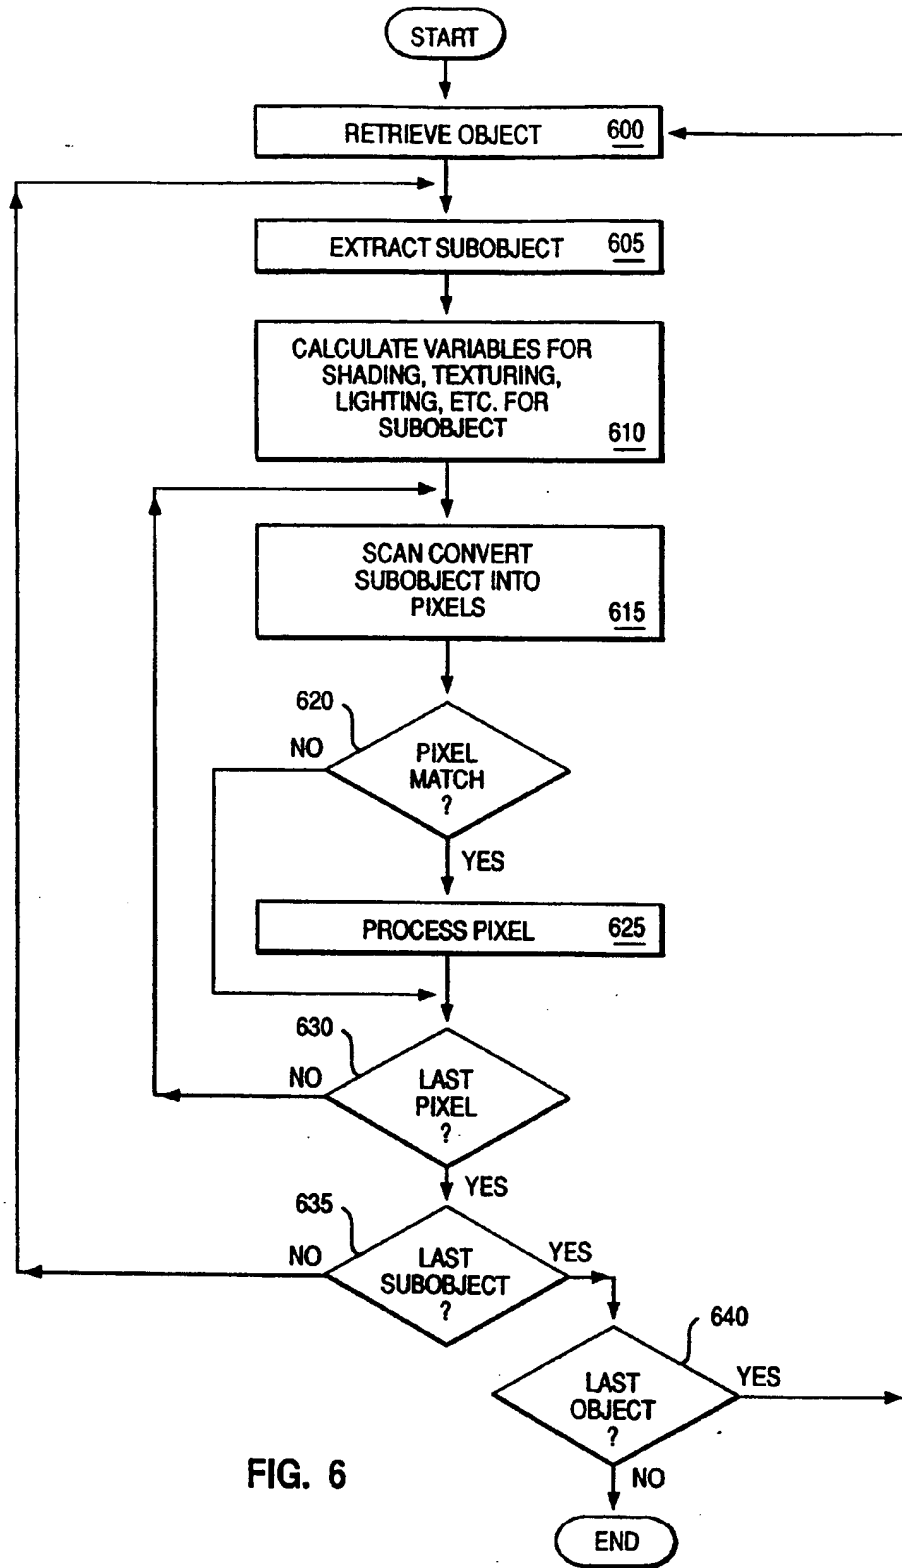 START
RETRIEVE OBJECT 600
EXTRACT SUBOBJECT 605
CALCULATE VARIABLES FOR
SHADING, TEXTURING,
LIGHTING, ETC. FOR
SUBOBJECT 610
SCAN CONVERT
SUBOBJECT INTO
PIXELS 615
620
NO
PIXEL
MATCH
?
YES
PROCESS PIXEL 625
630
NO
LAST
PIXEL
?
YES
635
NO
LAST
SUBOBJECT
?
YES
640
LAST
OBJECT
?
YES
NO
END
FIG. 6